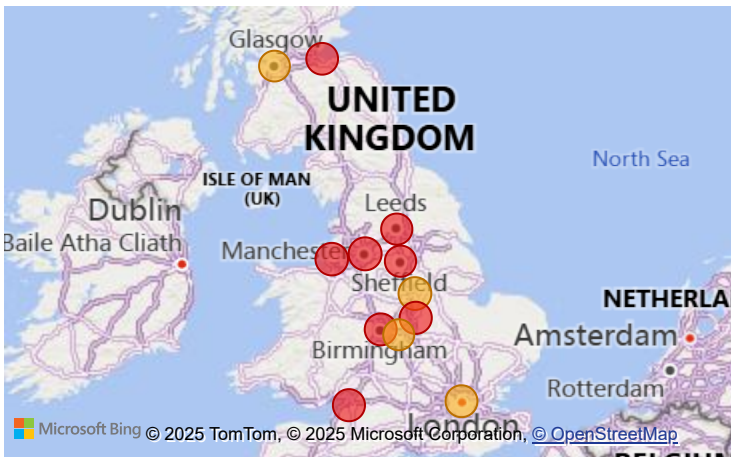 Glasgow
UNITED
KINGDOM
North Sea
ISLE OF MAN
(UK)
Leeds
Dublin
Baile Atha Cliath
Manchester
Sheffield
NETHERLA
Amsterdam
Birmingham
Rotterdam
London
Microsoft Bing © 2025 TomTom, © 2025 Microsoft Corporation, © OpenStreetMap
BELGIUM